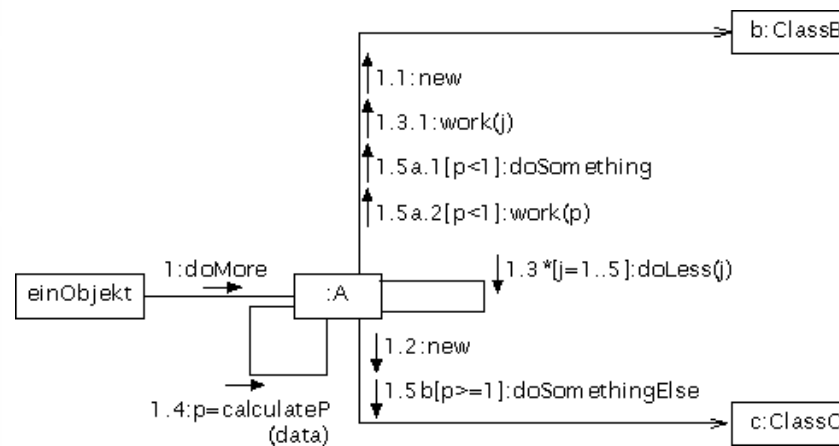 b:ClassB
1.1:new
1.3.1:work(j)
1.5a.1[p<1]:doSomething
1.5a.2[p<1]:work(p)
1:doMore
1.3*[j=1..5]:doLess(j)
einObjekt
:A
1.2:new
1.5b[p>=1]:doSomethingElse
1.4:p=calculateP
(data)
c:ClassC